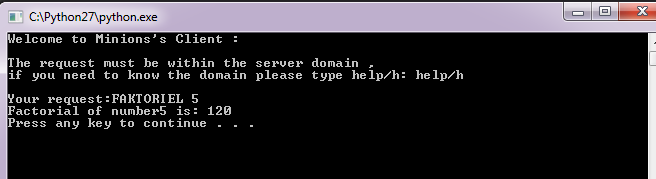 C:\Python27\python.exe
Welcome to Minions's Client :
The request must be within the server domain ,
if you need to know the domain please type help/h: help/h
Your request:FAKTORIEL 5
Factorial of number5 is: 120
Press any key to continue . . .